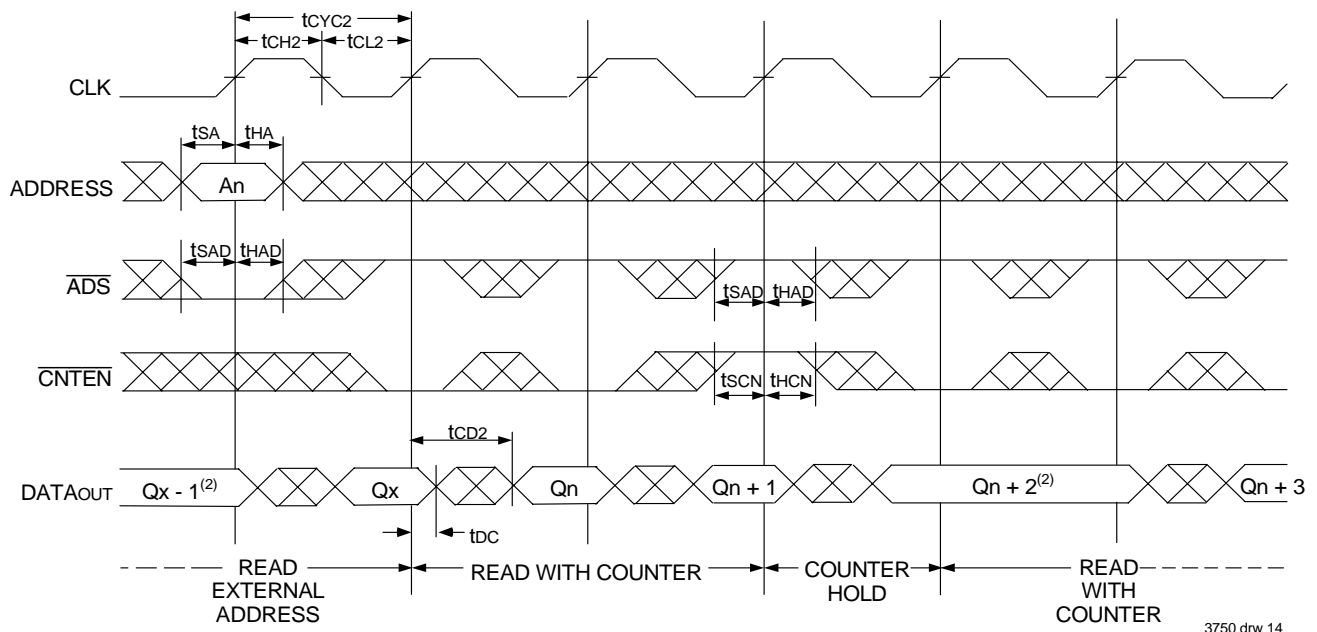 tCYC2
tCH2 tCL2
CLK
tSA tHA
ADDRESS An
tSAD tHAD
ADS
tSAD tHAD
CNTEN
tSCN tHCN
tCD2
DATAOUT Qx - 1(2) Qx Qn Qn + 1 Qn + 2(2) Qn + 3
tDC
READ EXTERNAL ADDRESS
READ WITH COUNTER
COUNTER HOLD
READ WITH COUNTER
3750 drw 14